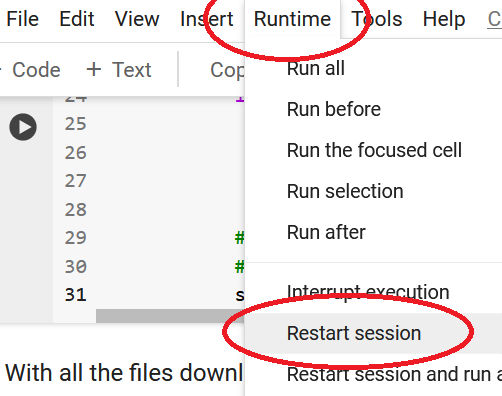 File Edit View Insert Runtime Tools Help
Code + Text
Run all
Run before
Run the focused cell
Run selection
Run after
Interrupt execution
Restart session
Restart session and run
24
25
26
27
28
29 #
30 #
31 s
With all the files